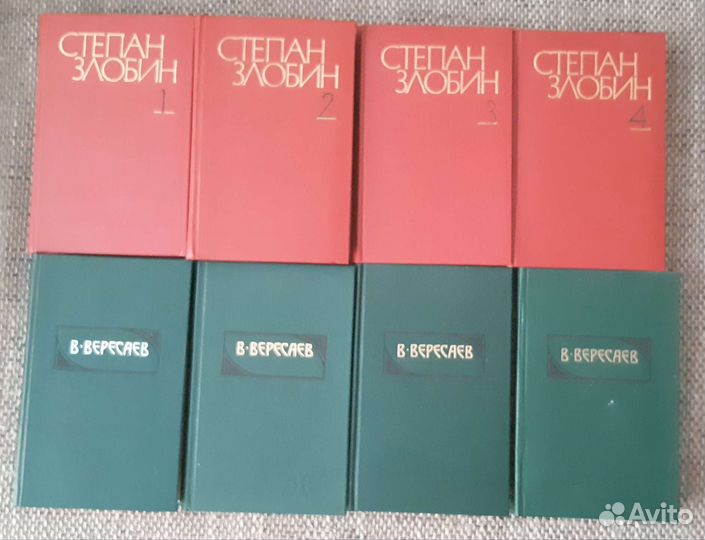 СТЕПАН
ЗЛОБИН
1
СТЕПАН
ЗЛОБИН
2
СТЕПАН
ЗЛОБИН
3
СТЕПАН
ЗЛОБИН
4
В·ВЕРЕСАЕВ
В·ВЕРЕСАЕВ
В·ВЕРЕСАЕВ
В·ВЕРЕСАЕВ
Avito